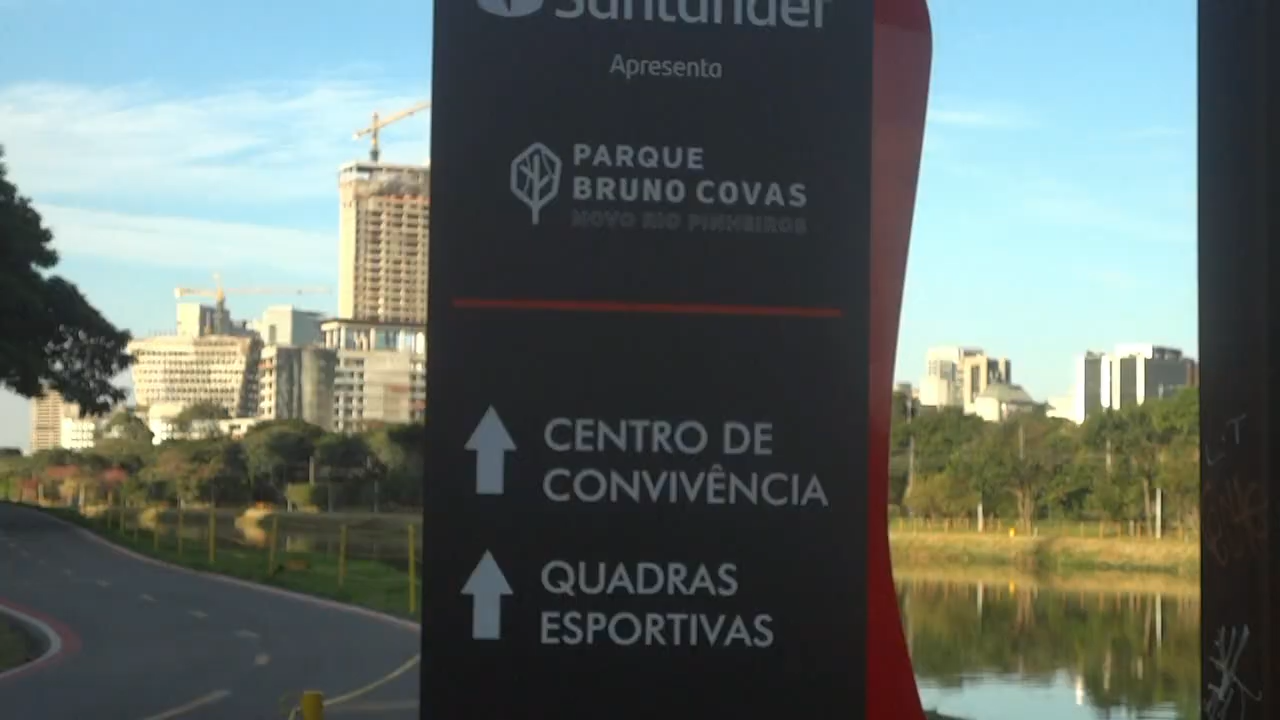 Santander
Apresenta
PARQUE
BRUNO COVAS
NOVO RIO PINHEIROS
CENTRO DE
CONVIVÊNCIA
QUADRAS
ESPORTIVAS